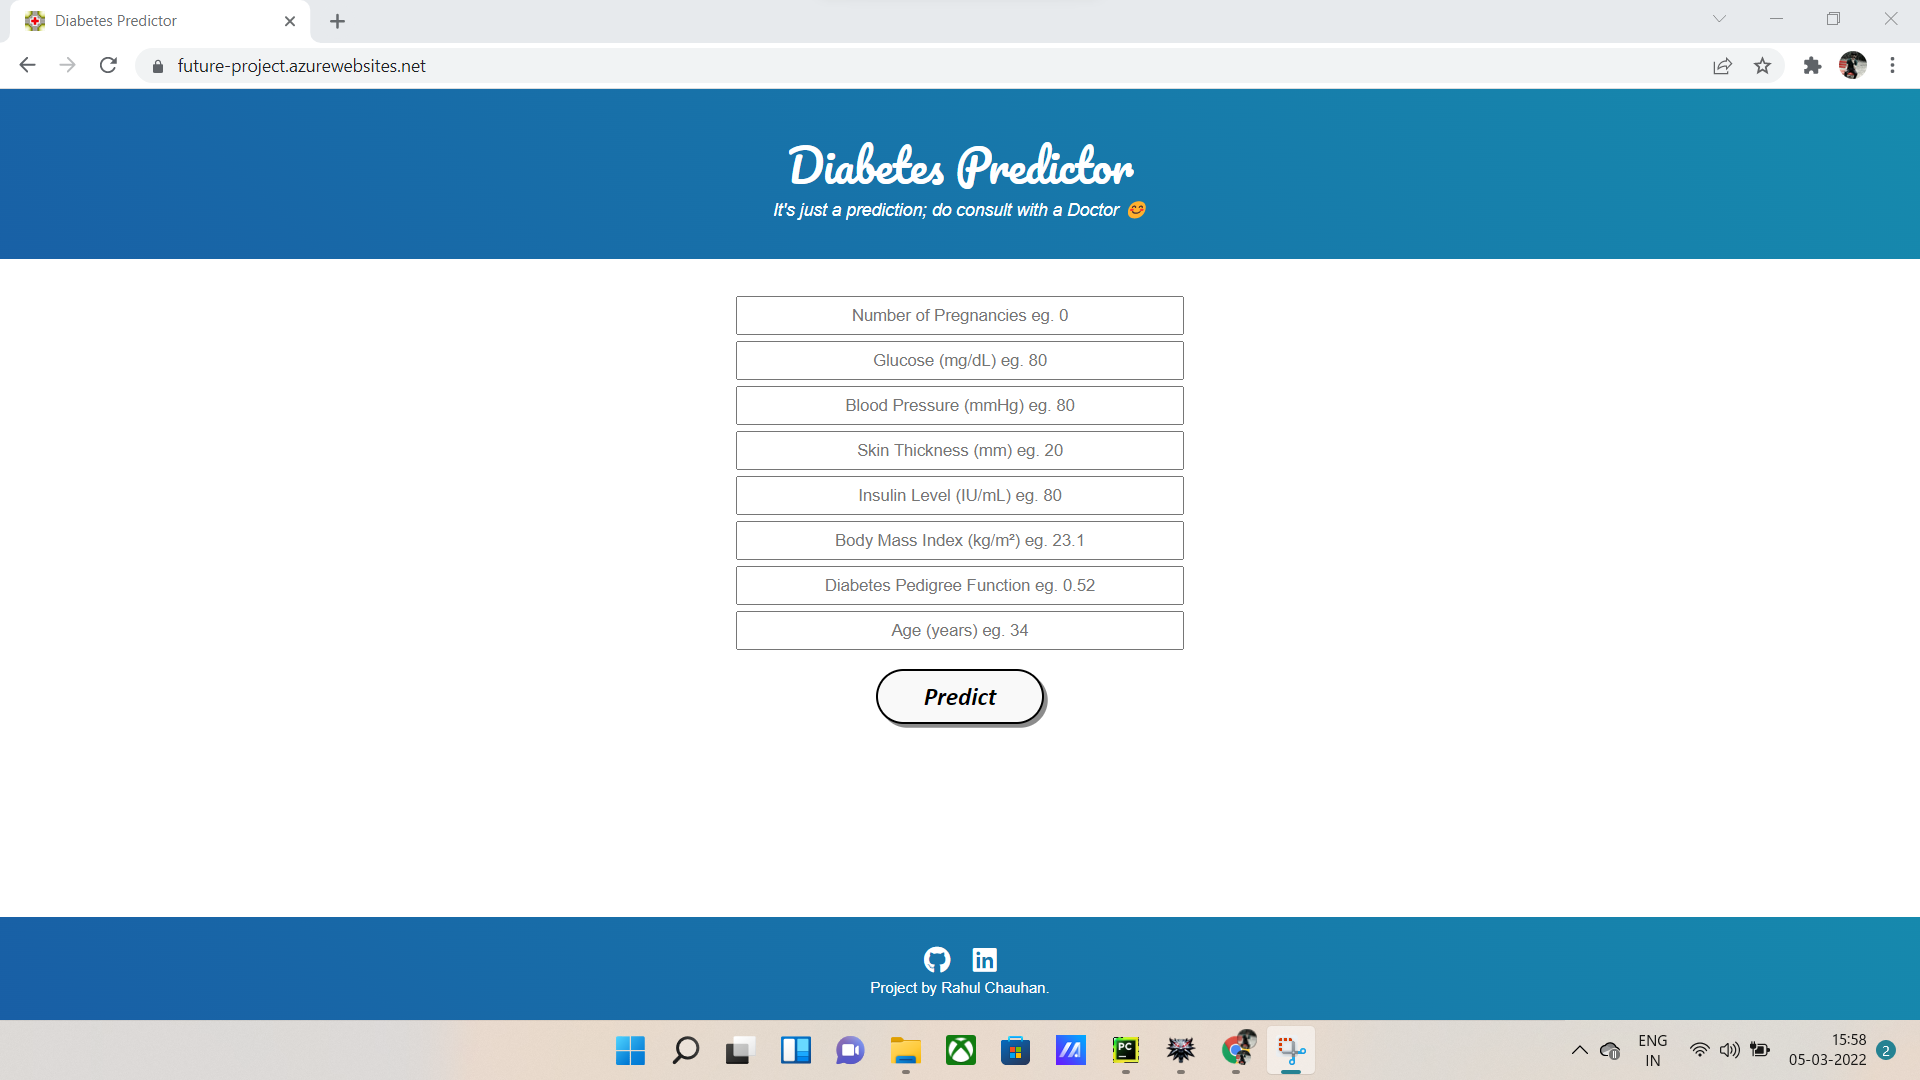 Diabetes Predictor
future-project.azurewebsites.net
Diabetes Predictor
It's just a prediction; do consult with a Doctor 😊
Number of Pregnancies eg. 0
Glucose (mg/dL) eg. 80
Blood Pressure (mmHg) eg. 80
Skin Thickness (mm) eg. 20
Insulin Level (IU/mL) eg. 80
Body Mass Index (kg/m²) eg. 23.1
Diabetes Pedigree Function eg. 0.52
Age (years) eg. 34
Predict
in
Project by Rahul Chauhan.
PC
ENG
IN
15:58
05-03-2022
2